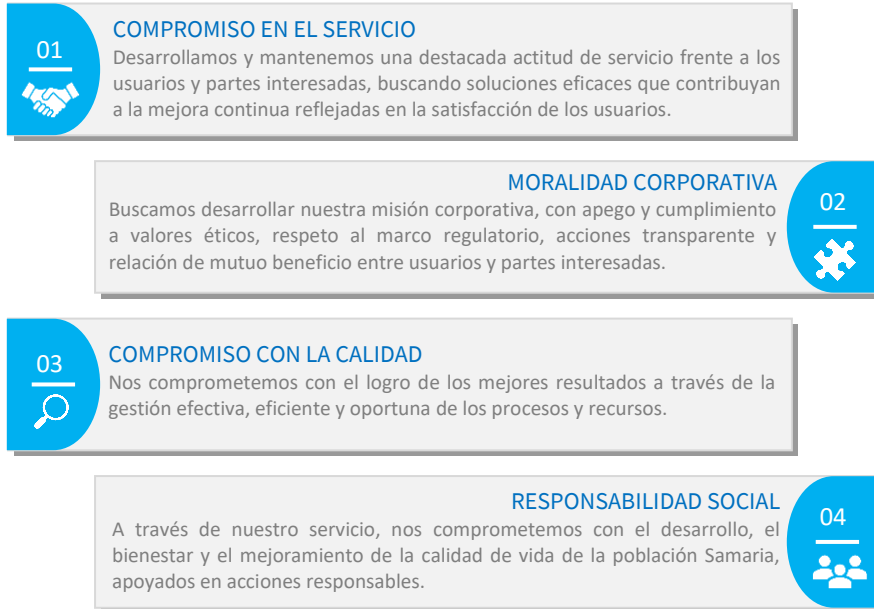 01
COMPROMISO EN EL SERVICIO
Desarrollamos y mantenemos una destacada actitud de servicio frente a los
usuarios y partes interesadas, buscando soluciones eficaces que contribuyan
a la mejora continua reflejadas en la satisfacción de los usuarios.
MORALIDAD CORPORATIVA
02
Buscamos desarrollar nuestra misión corporativa, con apego y cumplimiento
a valores éticos, respeto al marco regulatorio, acciones transparente y
relación de mutuo beneficio entre usuarios y partes interesadas.
03
COMPROMISO CON LA CALIDAD
Nos comprometemos con el logro de los mejores resultados a través de la
gestión efectiva, eficiente y oportuna de los procesos y recursos.
RESPONSABILIDAD SOCIAL
04
A través de nuestro servicio, nos comprometemos con el desarrollo, el
bienestar y el mejoramiento de la calidad de vida de la población Samaria,
apoyados en acciones responsables.